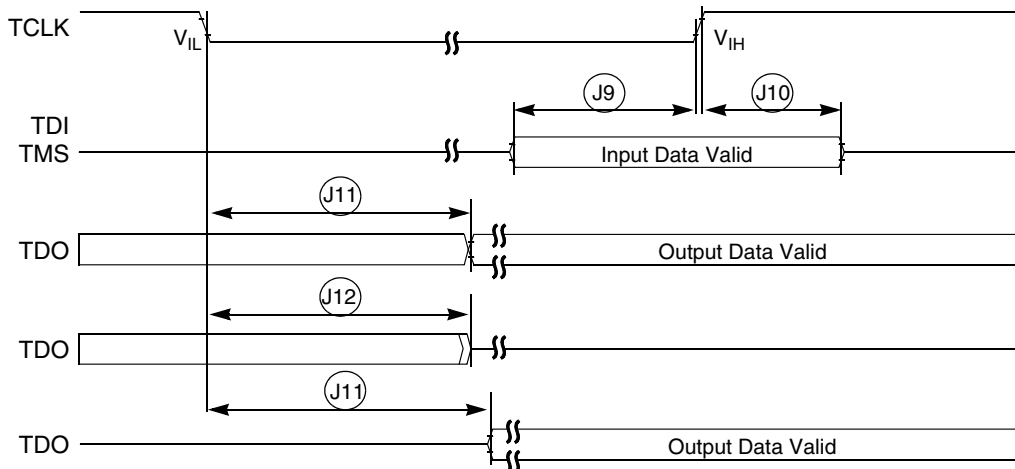 TCLK
V_IL
V_IH
J9
J10
TDI
TMS
Input Data Valid
J11
TDO
Output Data Valid
J12
TDO
J11
TDO
Output Data Valid